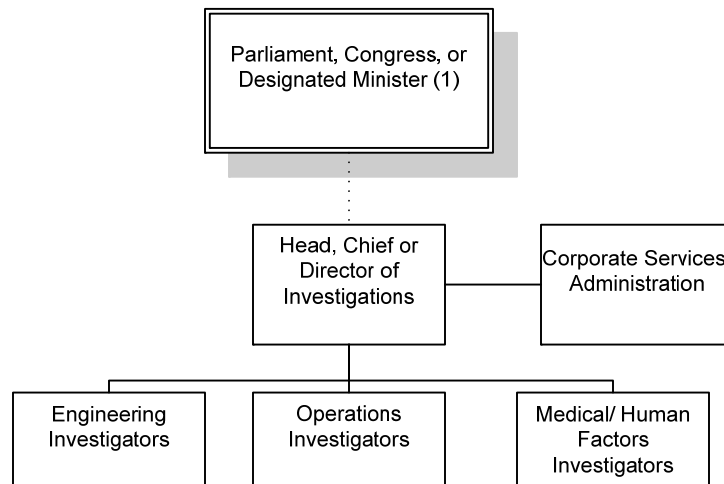 Parliament, Congress, or
Designated Minister (1)
Head, Chief or
Director of
Investigations
Corporate Services
Administration
Engineering
Investigators
Operations
Investigators
Medical/ Human
Factors
Investigators